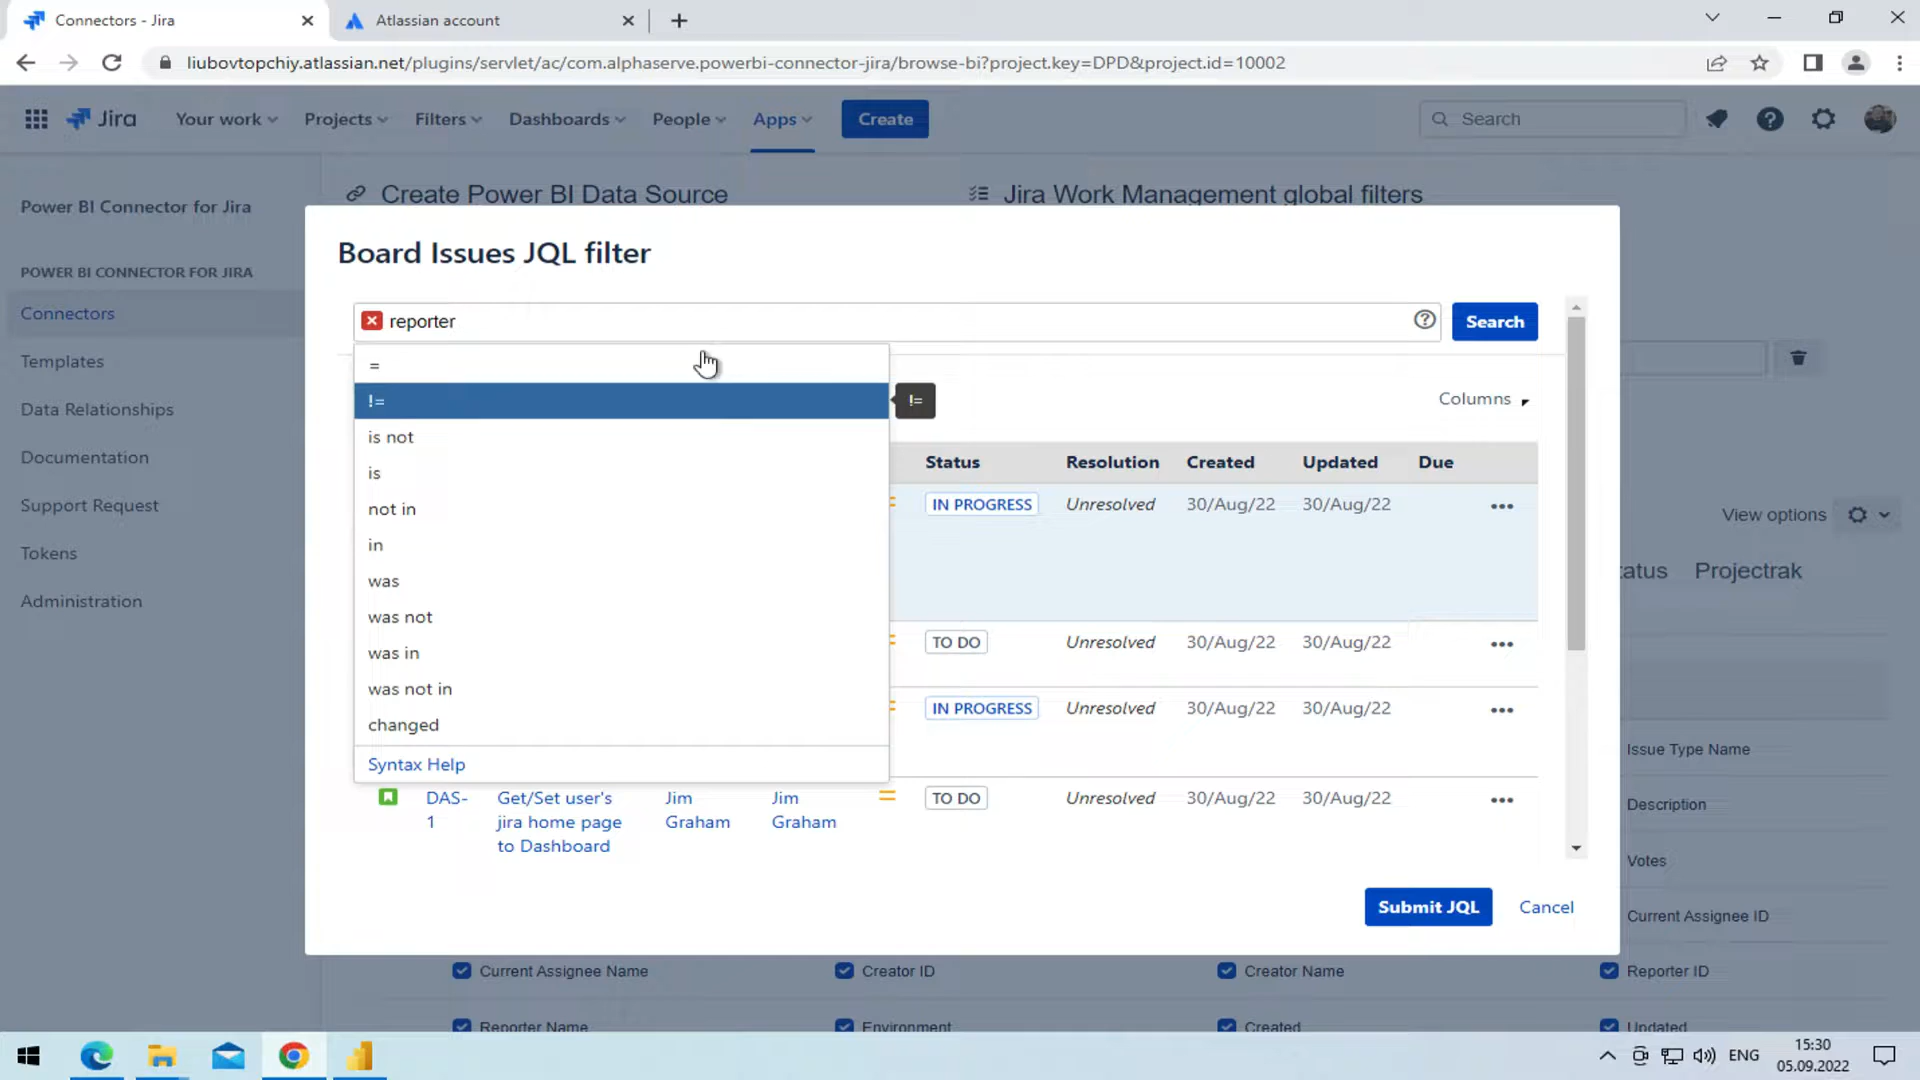 Connectors - Jira
Atlassian account
liubovtopchiy.atlassian.net/plugins/servlet/ac/com.alphaserve.powerbi-connector-jira/browse-bi?project.key=DPD&project.id=10002
Jira
Your work
Projects
Filters
Dashboards
People
Apps
Create
Search
Power BI Connector for Jira
POWER BI CONNECTOR FOR JIRA
Connectors
Templates
Data Relationships
Documentation
Support Request
Tokens
Administration
Create Power BI Data Source
Jira Work Management global filters
Board Issues JQL filter
reporter
Search
=
!=
!=
is not
is
not in
in
was
was not
was in
was not in
changed
Syntax Help
Columns
Status Resolution Created Updated Due
IN PROGRESS Unresolved 30/Aug/22 30/Aug/22
TO DO Unresolved 30/Aug/22 30/Aug/22
IN PROGRESS Unresolved 30/Aug/22 30/Aug/22
DAS- Get/Set user's Jim Jim TO DO Unresolved 30/Aug/22 30/Aug/22
1 jira home page Graham Graham
to Dashboard
Submit JQL
Cancel
View options
tatus
Projectrak
Issue Type Name
Description
Votes
Current Assignee ID
Current Assignee Name
Creator ID
Creator Name
Reporter ID
Reporter Name
Environment
Created
Updated
ENG
15:30
05.09.2022